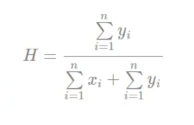 H = \frac{\sum_{i=1}^{n} y_i}{\sum_{i=1}^{n} x_i + \sum_{i=1}^{n} y_i}